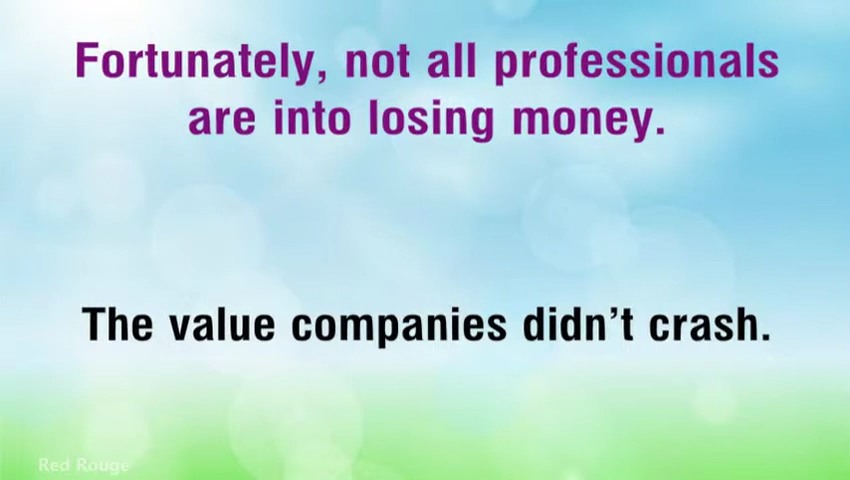 Fortunately, not all professionals
are into losing money.
The value companies didn’t crash.
Red Rouge